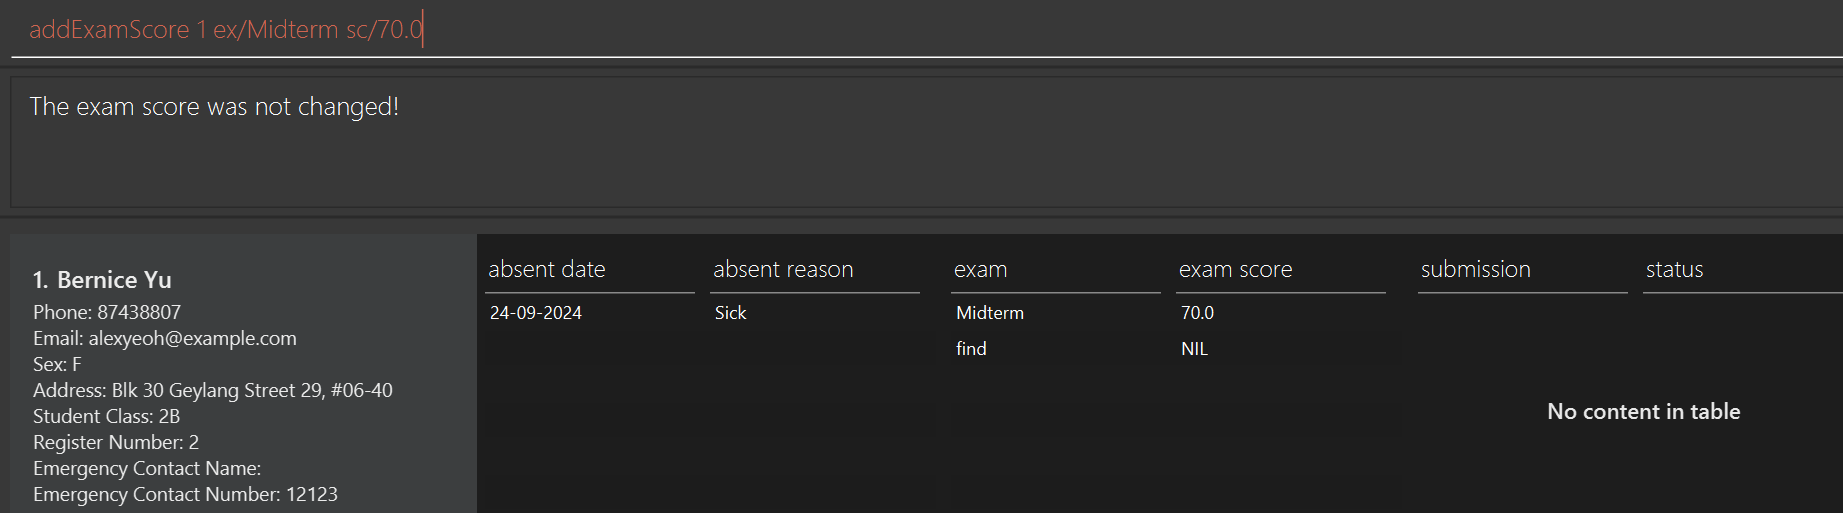 addExamScore 1 ex/Midterm sc/70.0
The exam score was not changed!
1. Bernice Yu
Phone: 87438807
Email: alexyeoh@example.com
Sex: F
Address: Blk 30 Geylang Street 29, #06-40
Student Class: 2B
Register Number: 2
Emergency Contact Name:
Emergency Contact Number: 12123
absent date absent reason exam exam score submission status
24-09-2024 Sick Midterm 70.0
find NIL
No content in table